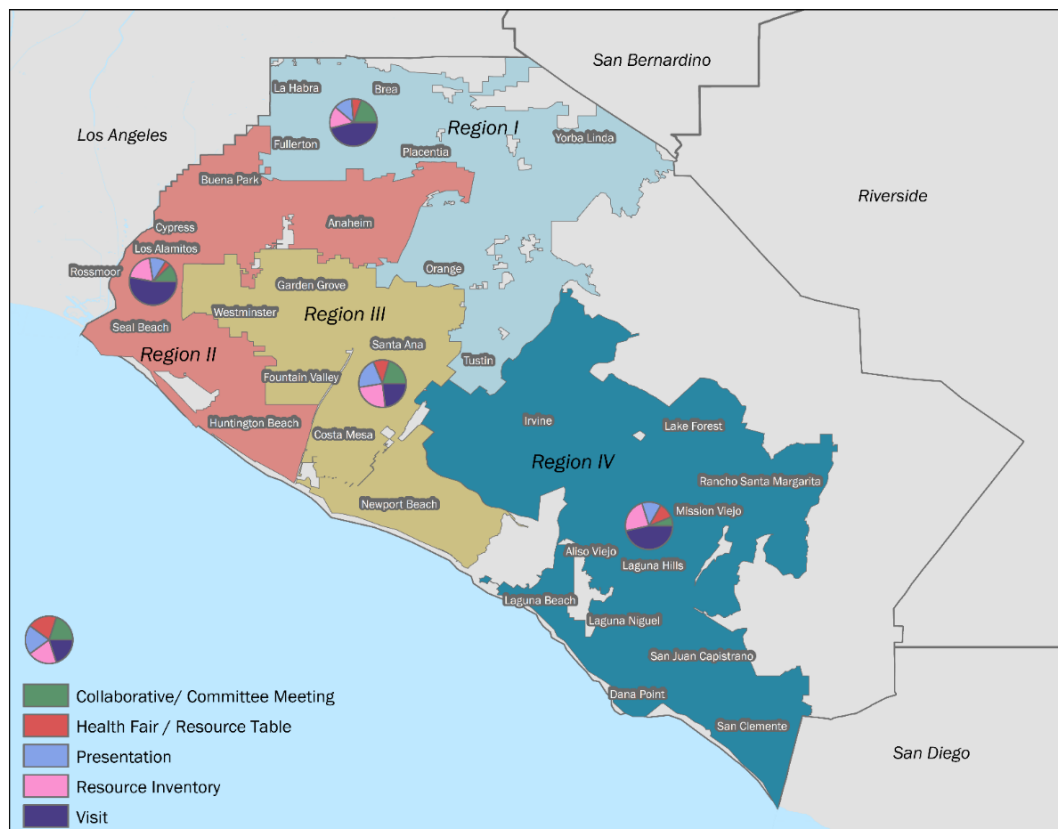 San Bernardino
La Habra
Brea
Los Angeles
Region I
Yorba Linda
Fullerton
Placentia
Buena Park
Riverside
Anaheim
Cypress
Los Alamitos
Rossmoor
Orange
Garden Grove
Westminster
Region III
Seal Beach
Santa Ana
Region II
Tustin
Fountain Valley
Huntington Beach
Irvine
Lake Forest
Costa Mesa
Region IV
Rancho Santa Margarita
Newport Beach
Mission Viejo
Aliso Viejo
Laguna Hills
Laguna Beach
Laguna Niguel
San Juan Capistrano
Dana Point
San Clemente
San Diego
Collaborative/ Committee Meeting
Health Fair / Resource Table
Presentation
Resource Inventory
Visit